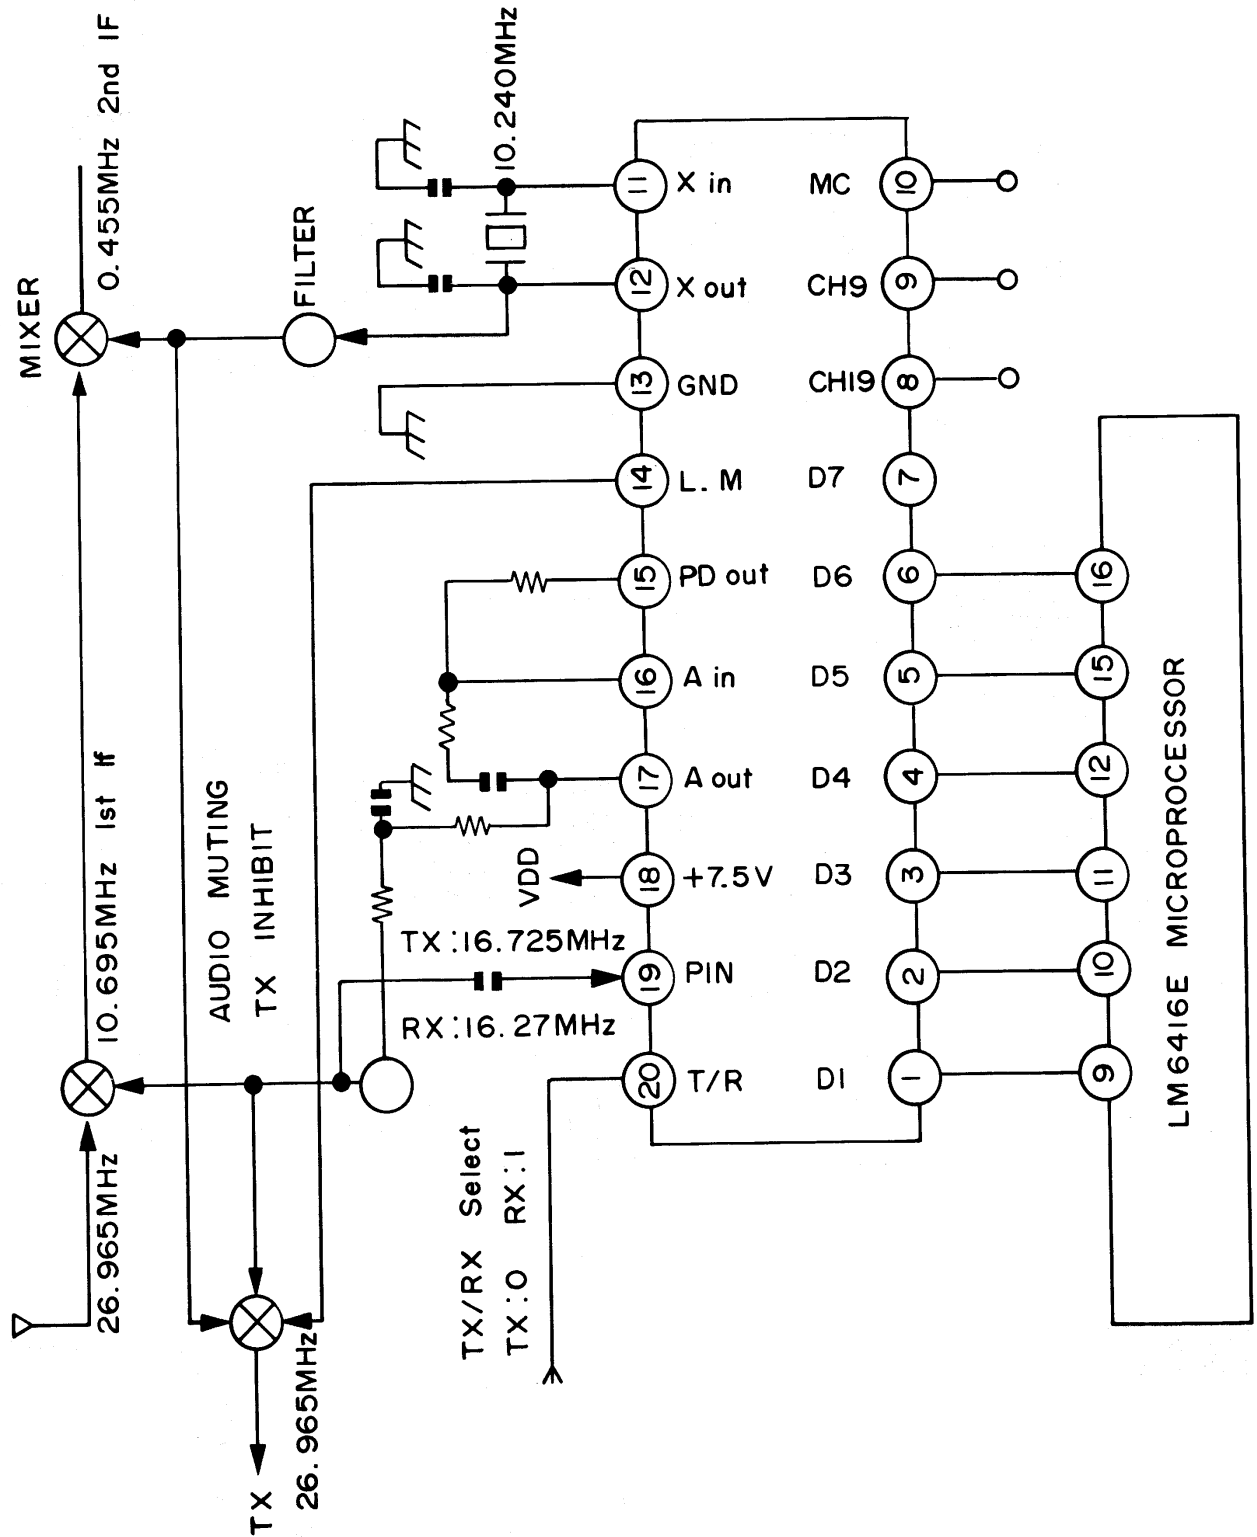 MIXER
0.455MHz 2nd IF
10.695MHz 1st If
26.965MHz
FILTER
10.240MHz
AUDIO MUTING
TX INHIBIT
TX
26.965MHz
VDD
TX:16.725MHz
RX:16.27MHz
TX/RX Select
TX:0 RX:1
20 19 18 17 16 15 14 13 12 11
T/R PIN +7.5V A out A in PD out L.M GND X out X in
D1 D2 D3 D4 D5 D6 D7 CH19 CH9 MC
1 2 3 4 5 6 7 8 9 10
9 10 11 12 15 16
LM6416E MICROPROCESSOR